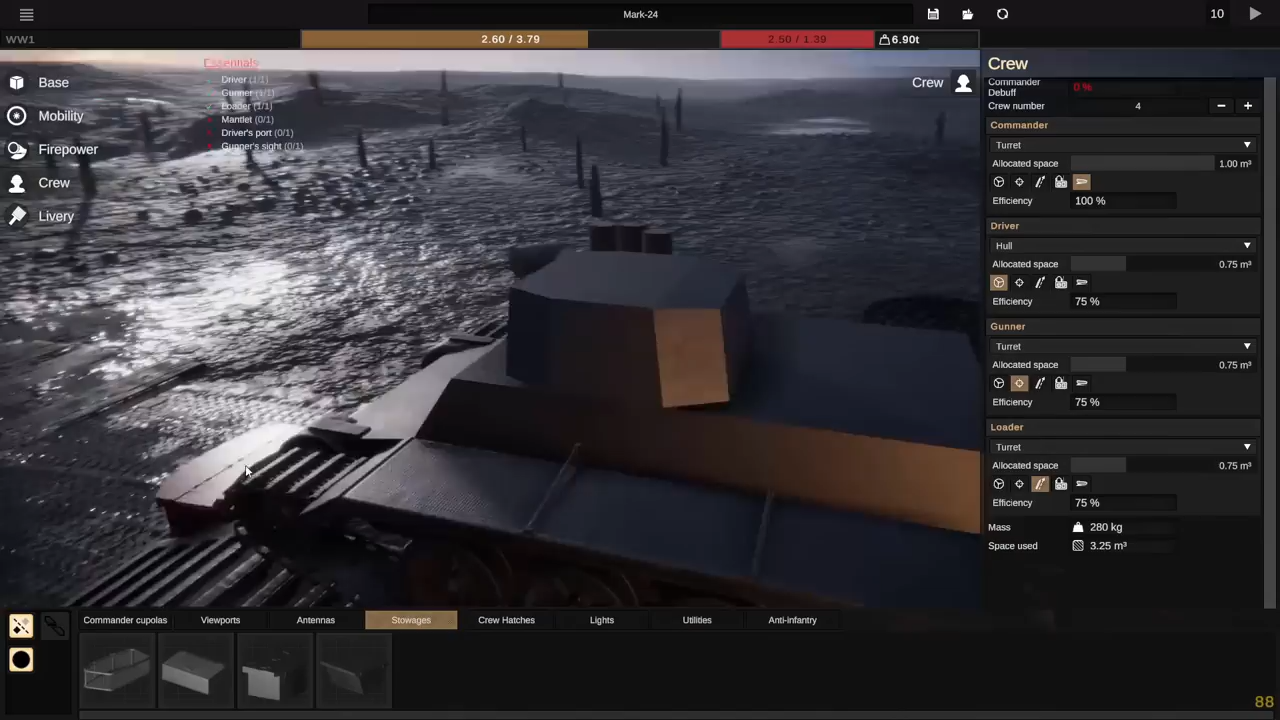 Mark-24
10
WW1
2.60 / 3.79
2.50 / 1.39
6.90t
Essentials
Driver (1/1)
Gunner (1/1)
Loader (1/1)
Mantlet (0/1)
Driver's port (0/1)
Gunner's sight (0/1)
Base
Mobility
Firepower
Crew
Livery
Crew
Crew
Commander
Debuff
0 %
Crew number
4
Commander
Turret
Allocated space
1.00 m³
Efficiency
100 %
Driver
Hull
Allocated space
0.75 m³
Efficiency
75 %
Gunner
Turret
Allocated space
0.75 m³
Efficiency
75 %
Loader
Turret
Allocated space
0.75 m³
Efficiency
75 %
Mass
280 kg
Space used
3.25 m³
Commander cupolas
Viewports
Antennas
Stowages
Crew Hatches
Lights
Utilities
Anti-infantry
88